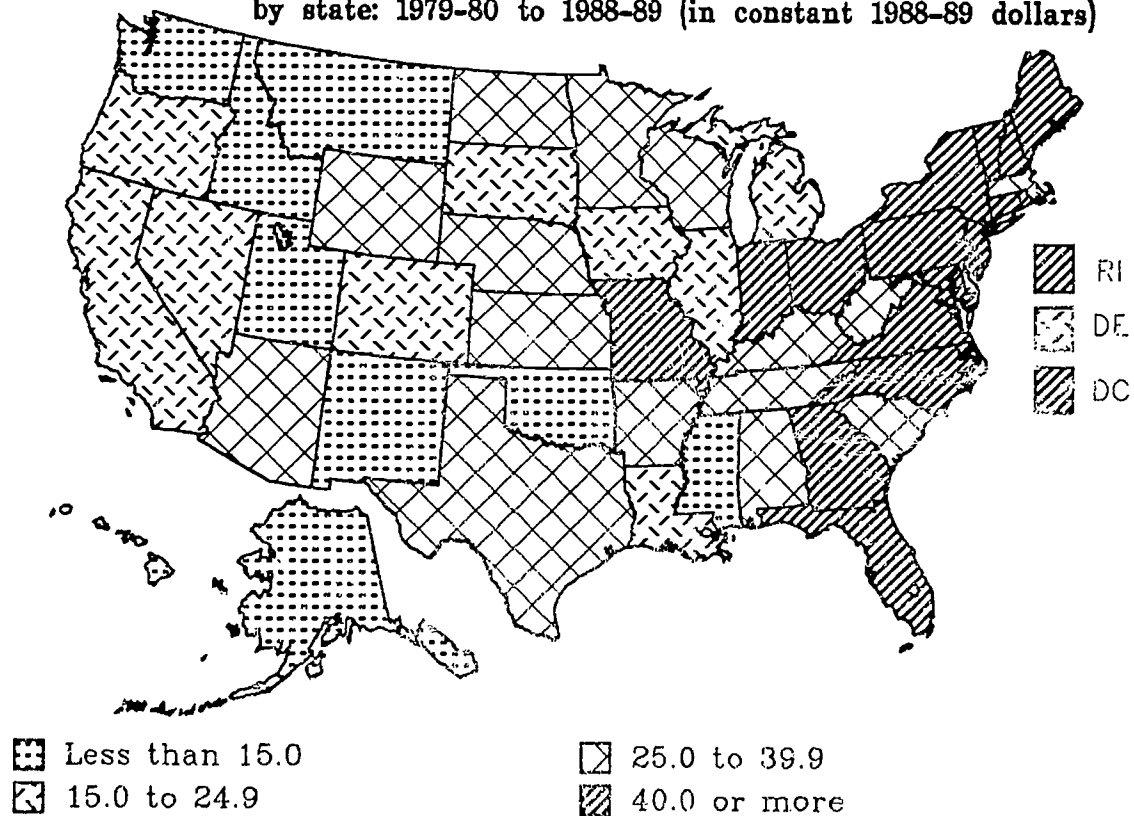 by state: 1979-80 to 1988-89 (in constant 1988-89 dollars)
RI
DE
DC
Less than 15.0
15.0 to 24.9
25.0 to 39.9
40.0 or more